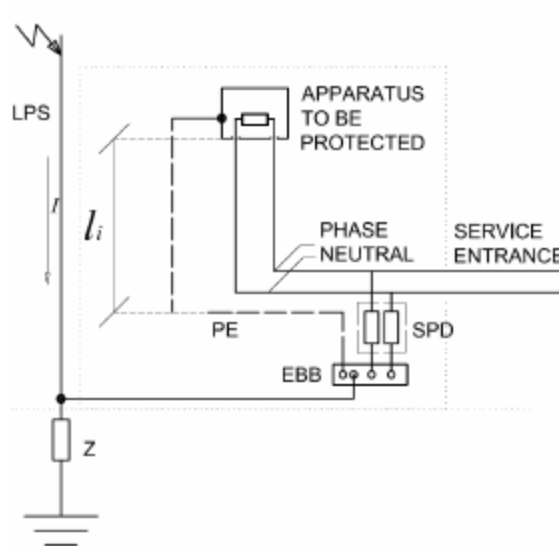 LPS
I
li
APPARATUS
TO BE
PROTECTED
PHASE
NEUTRAL
SERVICE
ENTRANCE
PE
SPD
EBB
Z